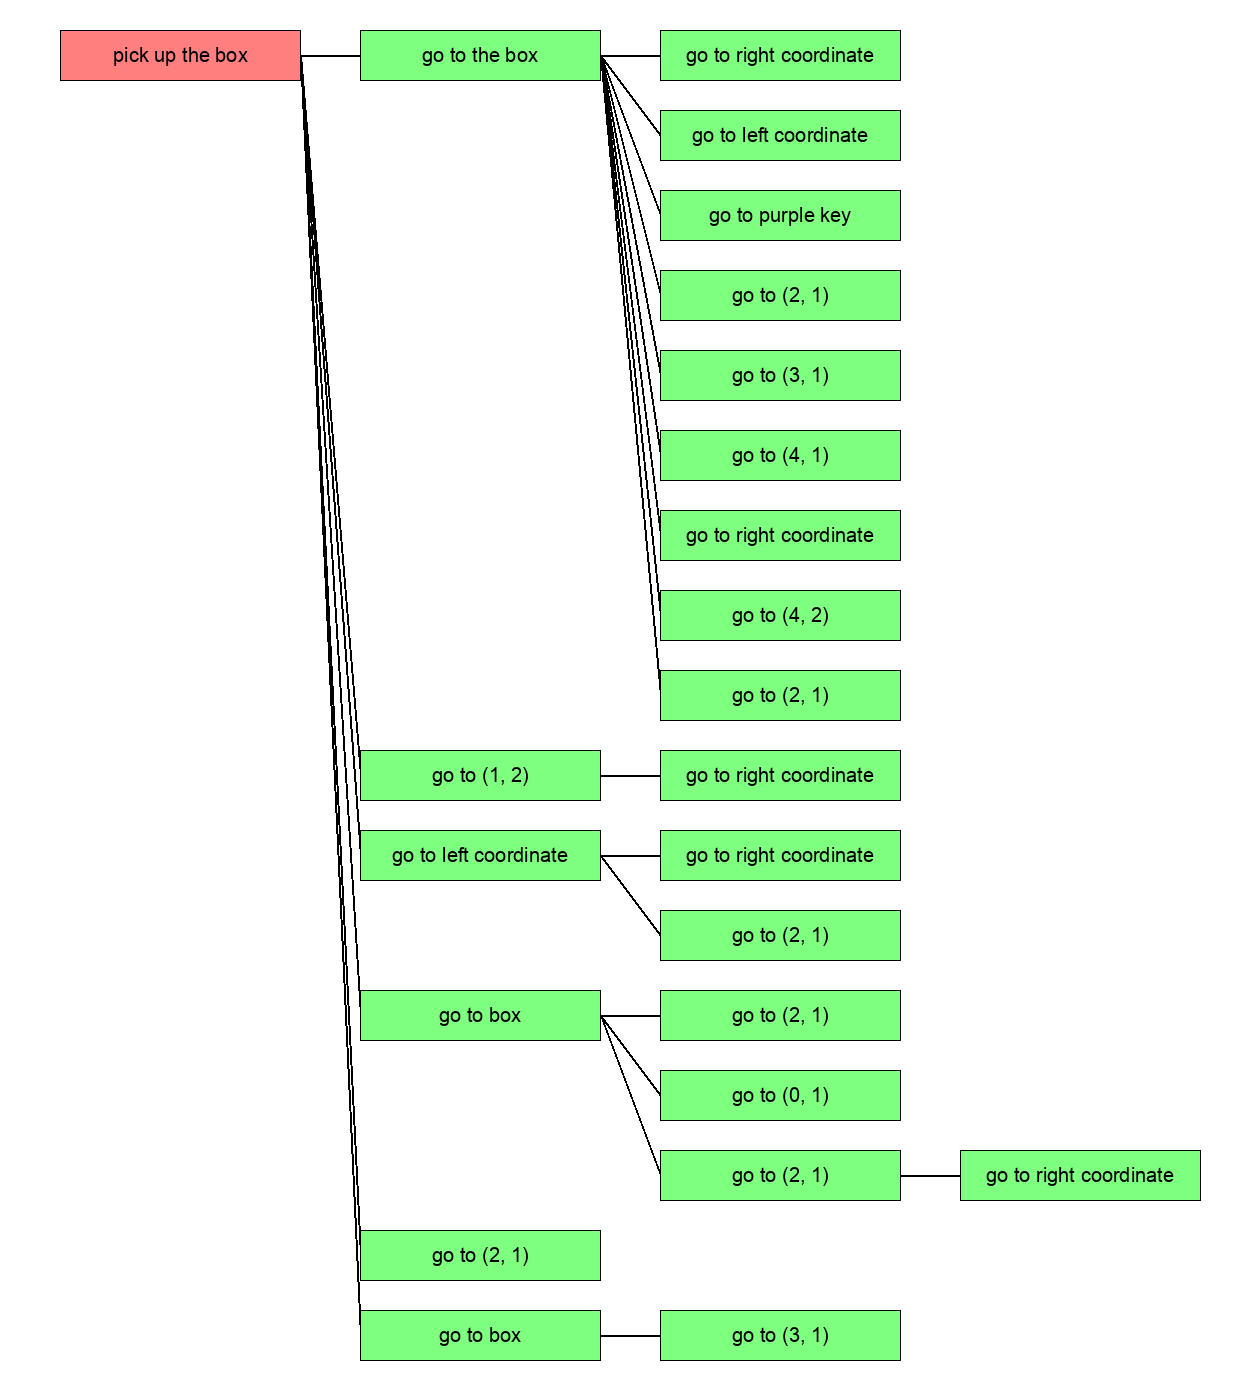 pick up the box
go to the box
go to right coordinate
go to left coordinate
go to purple key
go to (2, 1)
go to (3, 1)
go to (4, 1)
go to right coordinate
go to (4, 2)
go to (2, 1)
go to (1, 2)
go to right coordinate
go to left coordinate
go to right coordinate
go to (2, 1)
go to box
go to (2, 1)
go to (0, 1)
go to (2, 1)
go to right coordinate
go to (2, 1)
go to box
go to (3, 1)